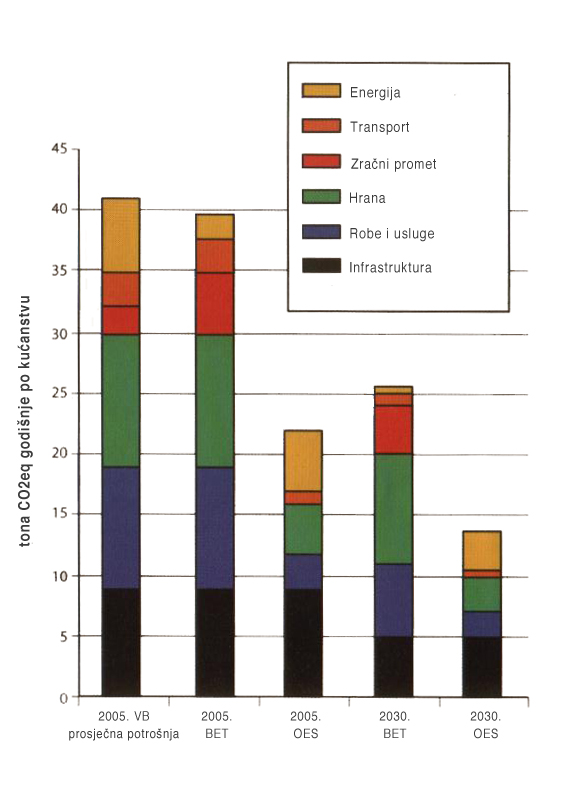 Energija
Transport
Zračni promet
Hrana
Robe i usluge
Infrastruktura
45
40
35
30
25
20
15
10
5
0
tona CO2eq godišnje po kućanstvu
2005. VB
prosječna potrošnja
2005.
BET
2005.
OES
2030.
BET
2030.
OES